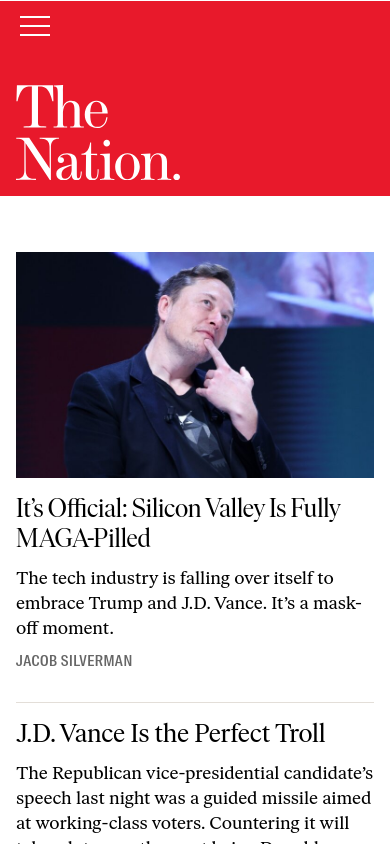 The
Nation.
It’s Official: Silicon Valley Is Fully
MAGA-Pilled
The tech industry is falling over itself to
embrace Trump and J.D. Vance. It’s a mask-
off moment.
JACOB SILVERMAN
J.D. Vance Is the Perfect Troll
The Republican vice-presidential candidate’s
speech last night was a guided missile aimed
at working-class voters. Countering it will